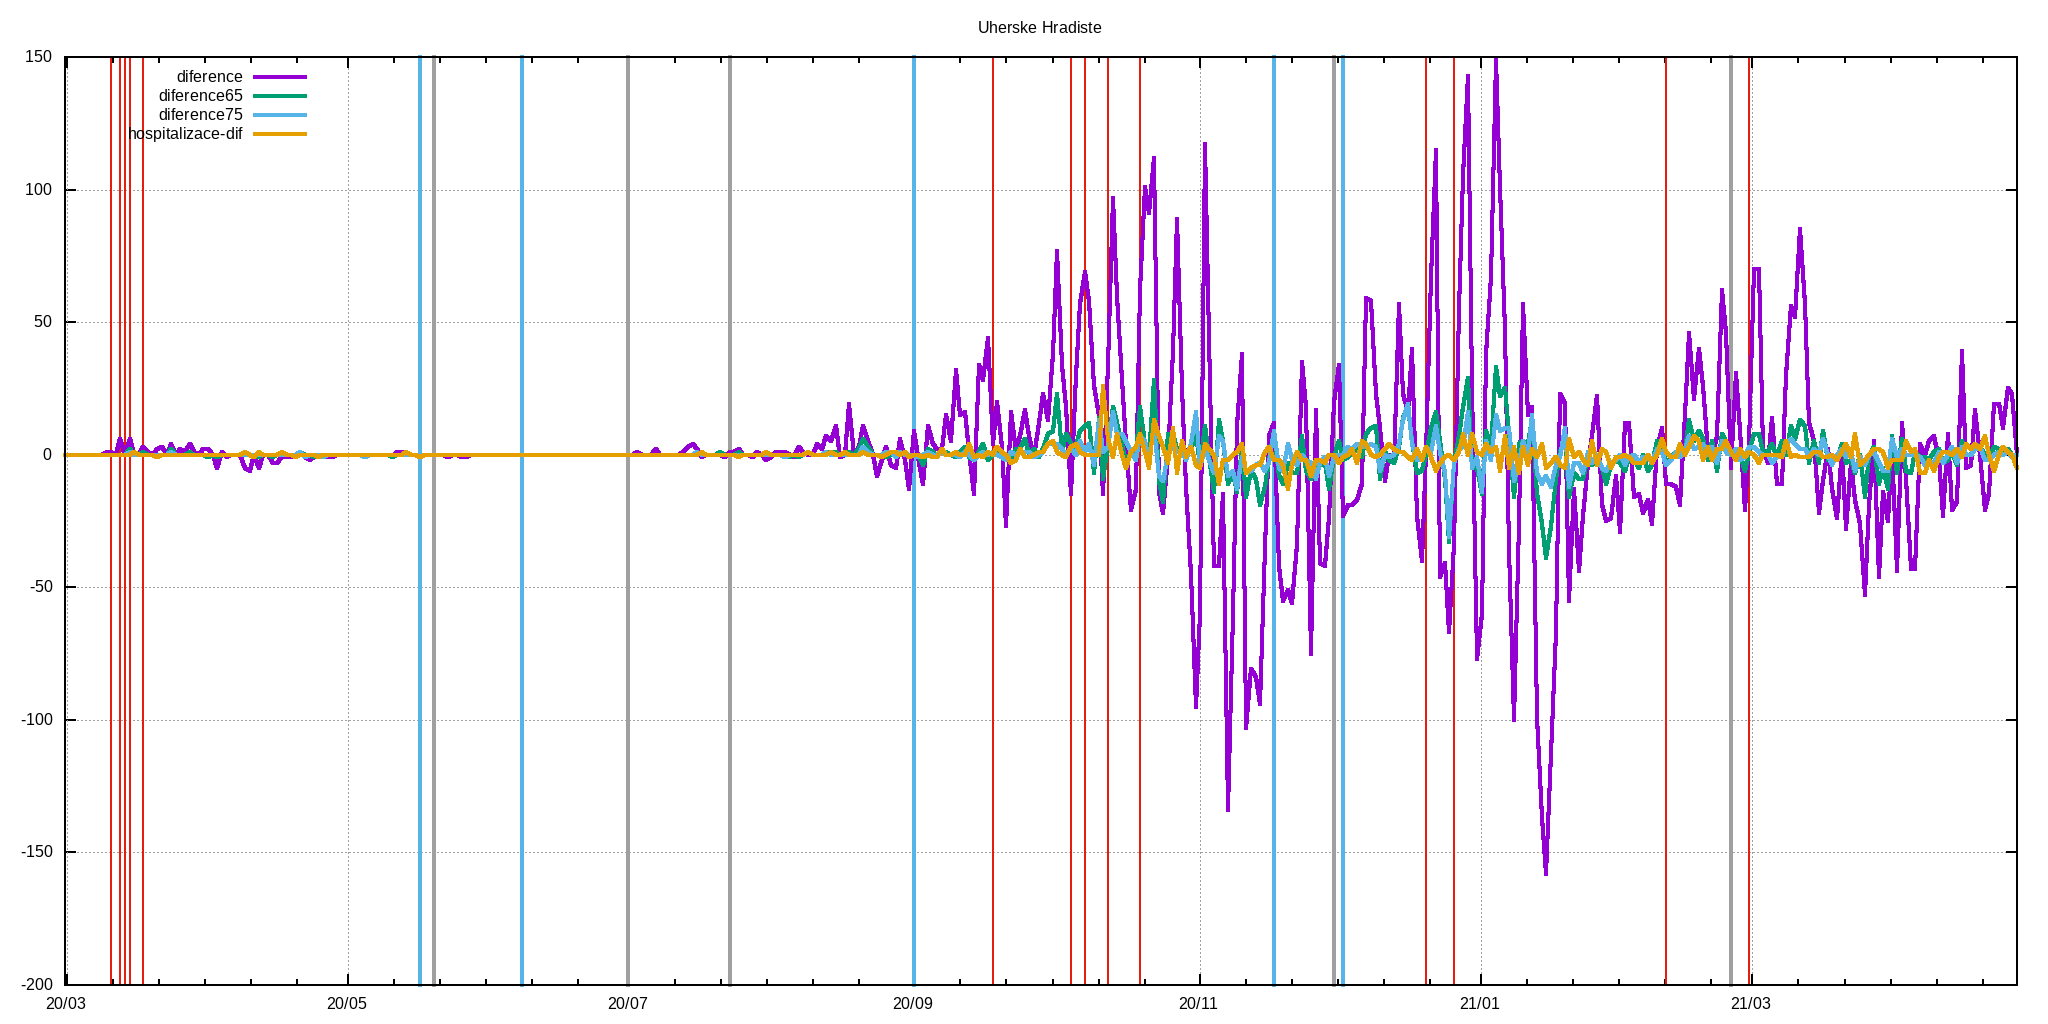 Uherske Hradiste
diference
diference65
diference75
hospitalizace-dif
150
100
50
0
-50
-100
-150
-200
20/03 20/05 20/07 20/09 20/11 21/01 21/03